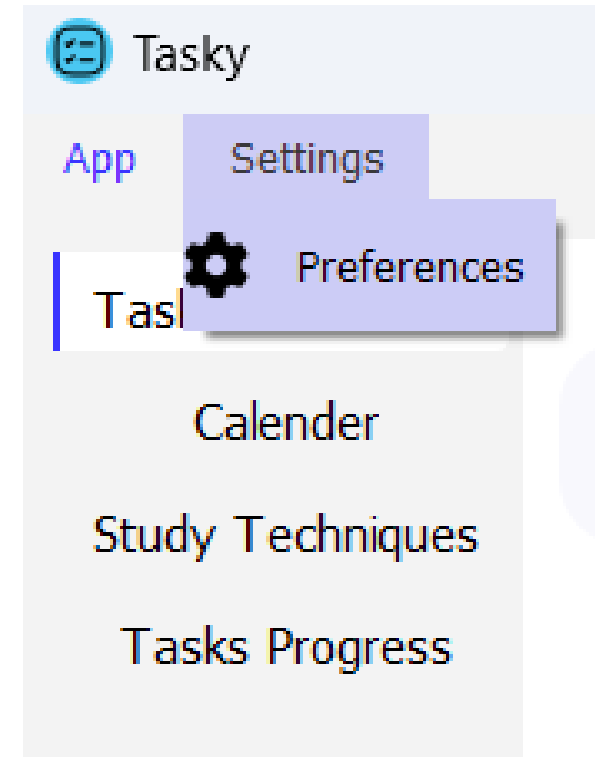 Tasky
App Settings
Preferences
Calender
Study Techniques
Tasks Progress